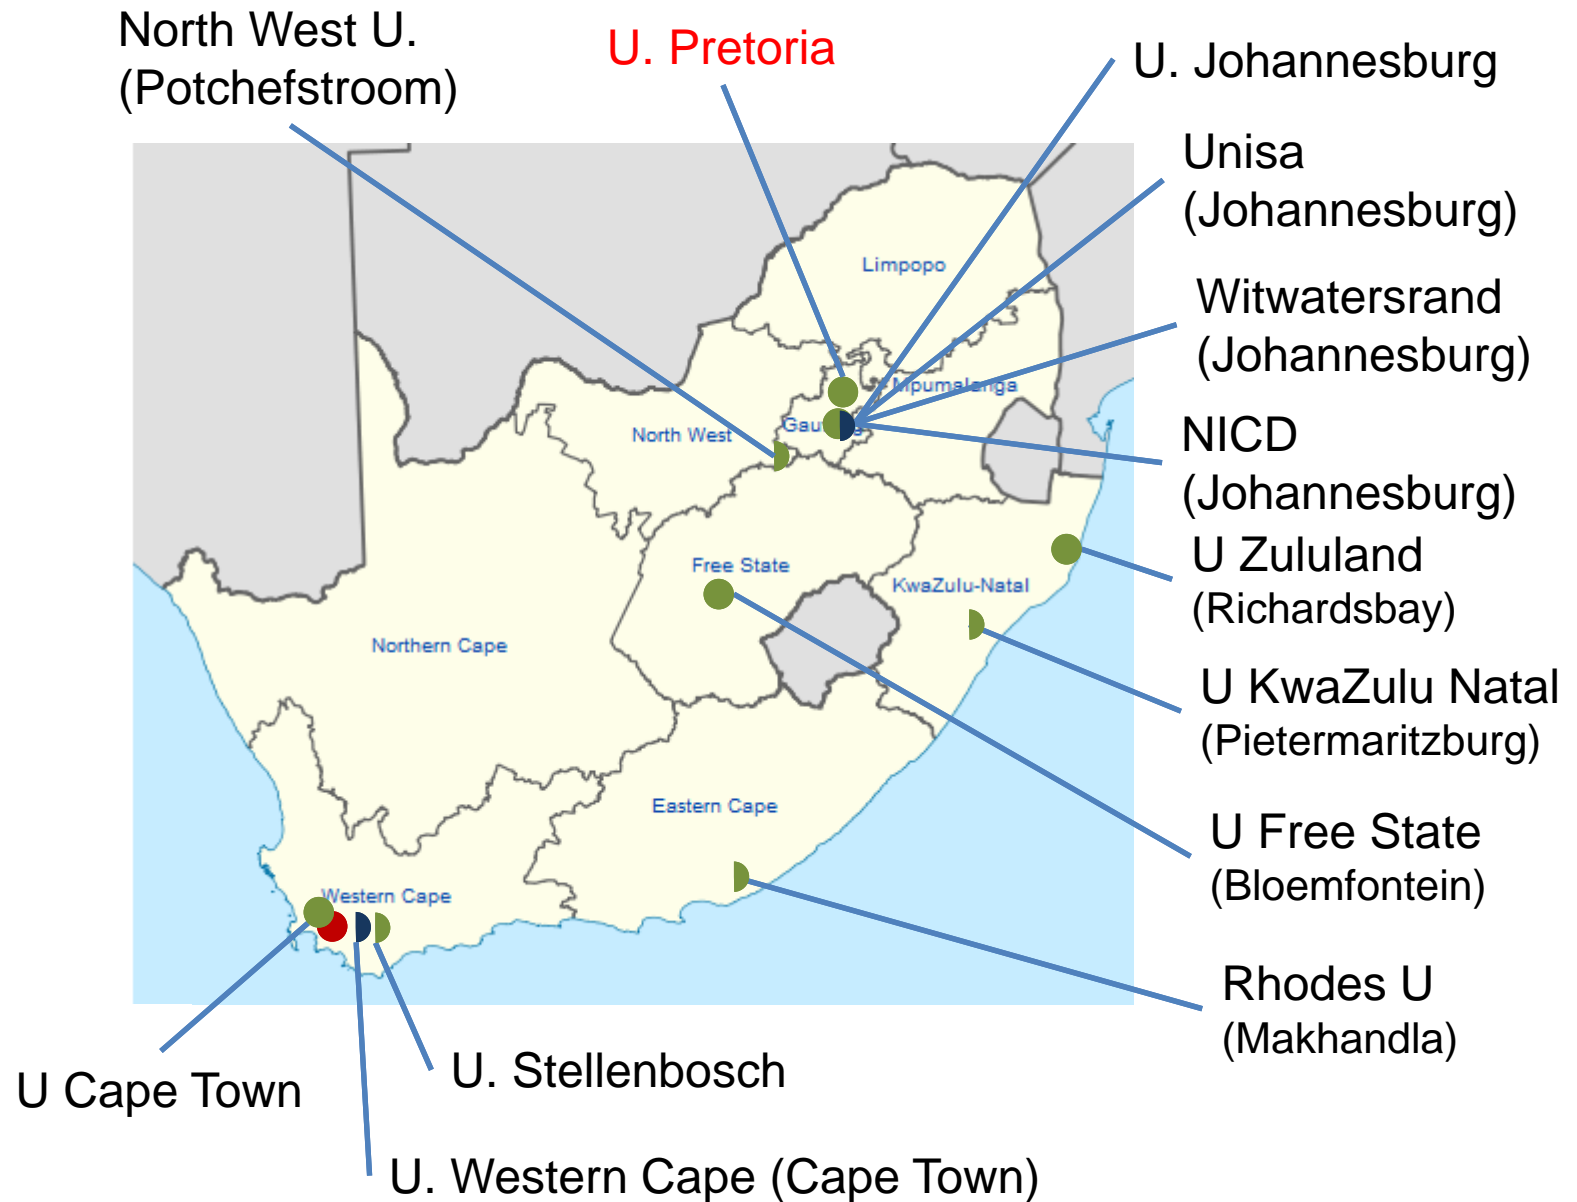 North West U.
(Potchefstroom)
U. Pretoria
U. Johannesburg
Unisa
(Johannesburg)
Witwatersrand
(Johannesburg)
NICD
(Johannesburg)
U Zululand
(Richardsbay)
U KwaZulu Natal
(Pietermaritzburg)
U Free State
(Bloemfontein)
Rhodes U
(Makhandla)
Limpopo
Mpumalanga
North West
Free State
KwaZulu-Natal
Northern Cape
Eastern Cape
Western Cape
U Cape Town
U. Stellenbosch
U. Western Cape (Cape Town)